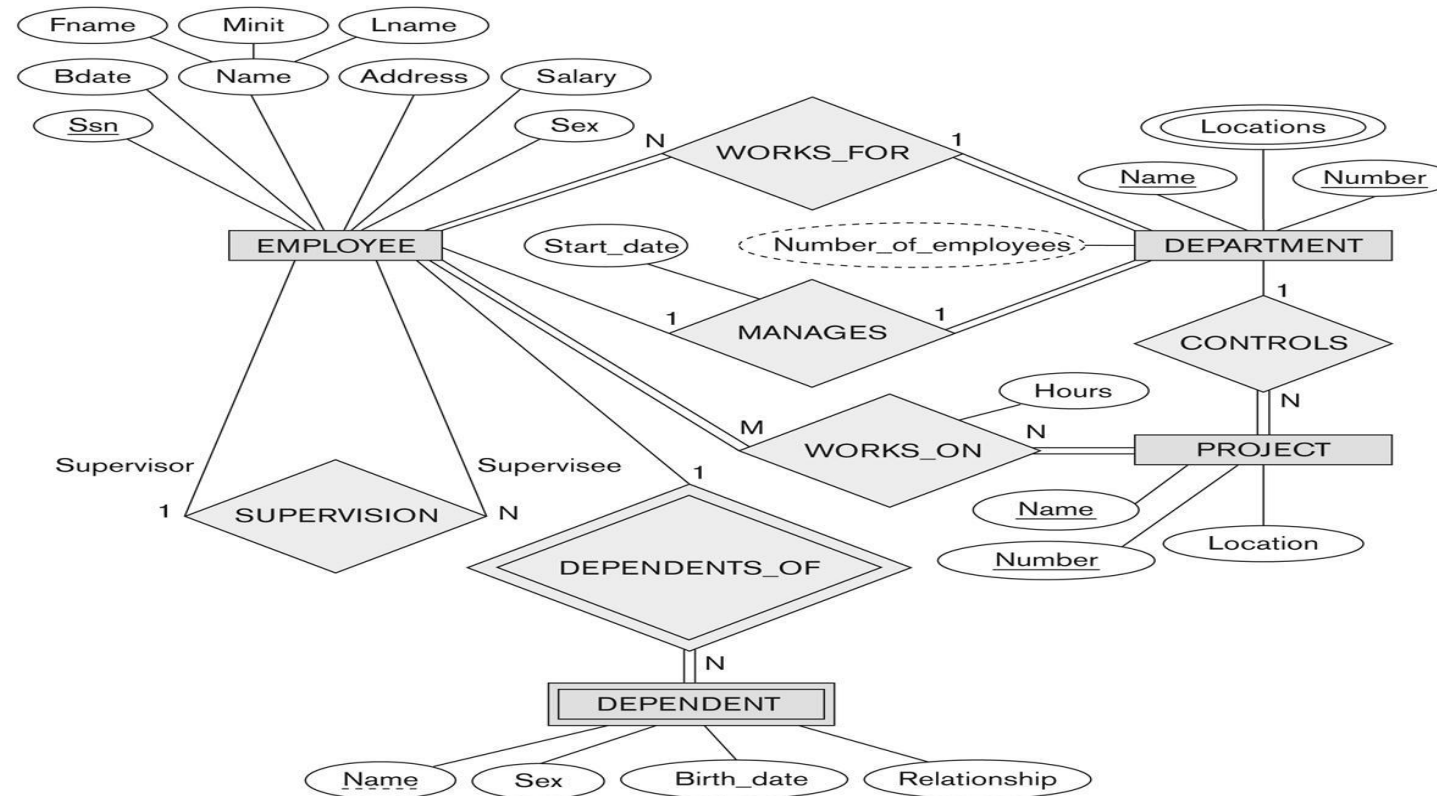 Fname Minit Lname
Bdate Name Address Salary
Ssn Sex
N WORKS_FOR 1
Locations
Name Number
EMPLOYEE Start_date Number_of_employees DEPARTMENT
1 MANAGES 1
1
CONTROLS
N
Hours
M WORKS_ON N PROJECT
Supervisor Supervisee
1 SUPERVISION N
1
Name
Number Location
DEPENDENTS_OF
N
DEPENDENT
Name Sex Birth_date Relationship